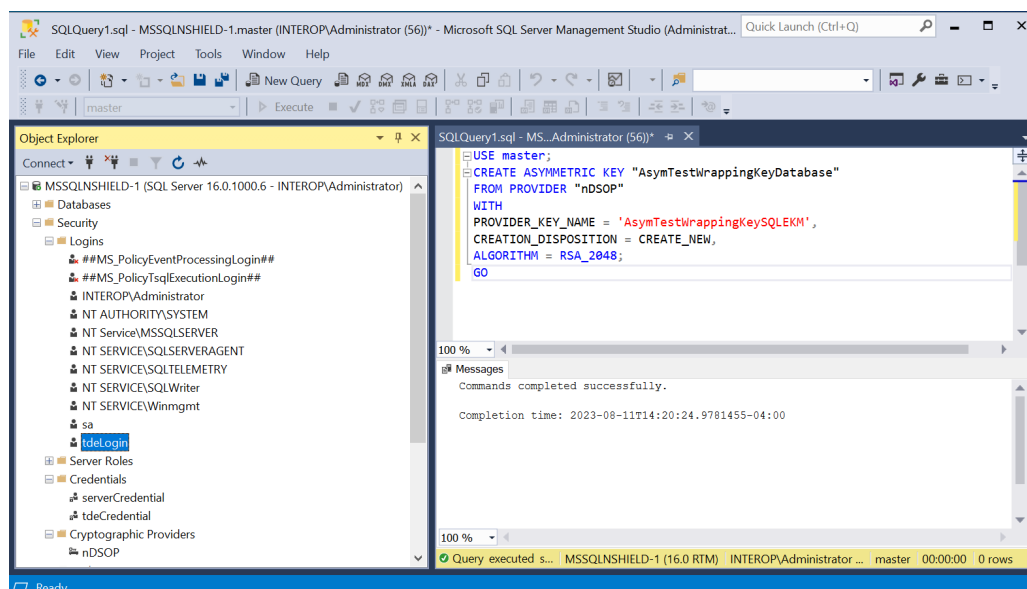 SQLQuery1.sql - MSSQLNSHIELD-1.master (INTEROP\Administrator (56))* - Microsoft SQL Server Management Studio (Administrat...
Quick Launch (Ctrl+Q)
File Edit View Project Tools Window Help
New Query MDX DMX XMLA DAX
master Execute
Object Explorer
Connect
MSSQLNSHIELD-1 (SQL Server 16.0.1000.6 - INTEROP\Administrator)
Databases
Security
Logins
##MS_PolicyEventProcessingLogin##
##MS_PolicyTsqlExecutionLogin##
INTEROP\Administrator
NT AUTHORITY\SYSTEM
NT Service\MSSQLSERVER
NT SERVICE\SQLSERVERAGENT
NT SERVICE\SQLTELEMETRY
NT SERVICE\SQLWriter
NT SERVICE\Winmgmt
sa
tdeLogin
Server Roles
Credentials
serverCredential
tdeCredential
Cryptographic Providers
nDSOP
SQLQuery1.sql - MS...Administrator (56))*
USE master;
CREATE ASYMMETRIC KEY "AsymTestWrappingKeyDatabase"
FROM PROVIDER "nDSOP"
WITH
PROVIDER_KEY_NAME = 'AsymTestWrappingKeySQLEKM',
CREATION_DISPOSITION = CREATE_NEW,
ALGORITHM = RSA_2048;
GO
100 %
Messages
Commands completed successfully.
Completion time: 2023-08-11T14:20:24.9781455-04:00
100 %
Query executed s... MSSQLNSHIELD-1 (16.0 RTM) INTEROP\Administrator ... master 00:00:00 0 rows
Ready